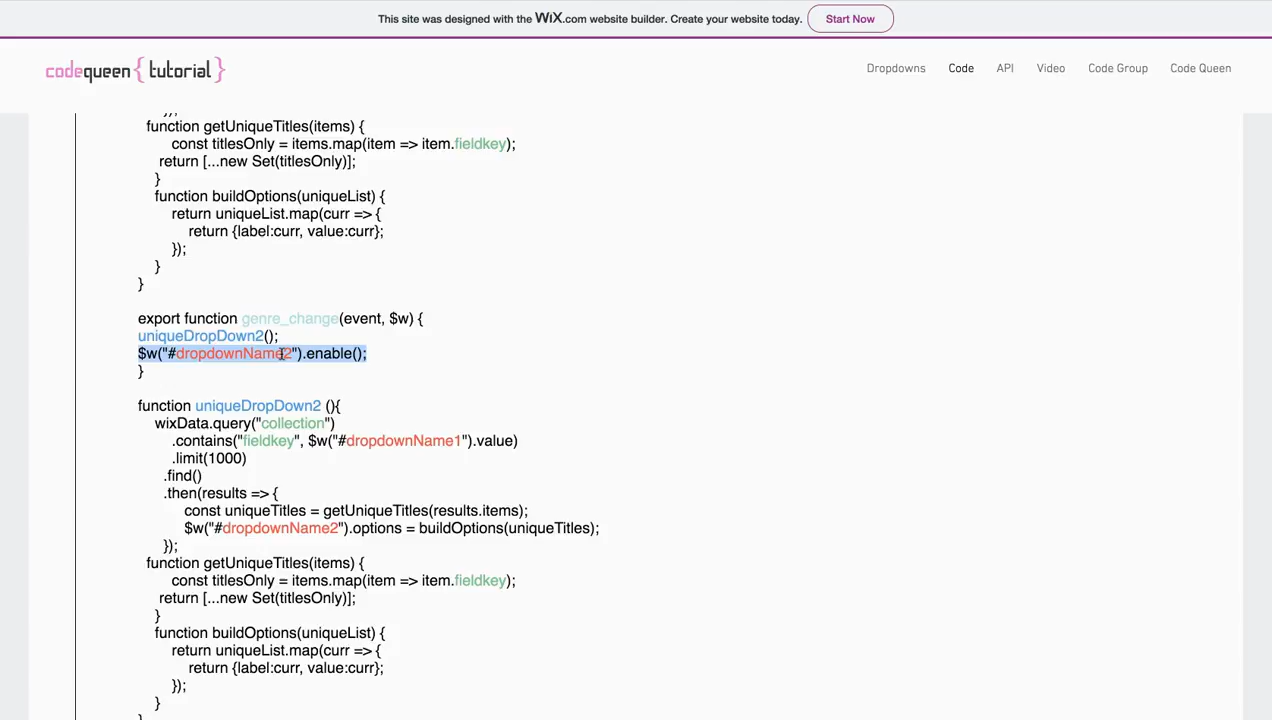 This site was designed with the WiX.com website builder. Create your website today. Start Now
codequeen{tutorial} Dropdowns Code API Video Code Group Code Queen
});
function getUniqueTitles(items) {
const titlesOnly = items.map(item => item.fieldkey);
return [...new Set(titlesOnly)];
}
function buildOptions(uniqueList) {
return uniqueList.map(curr => {
return {label:curr, value:curr};
});
}
}
export function genre_change(event, $w) {
uniqueDropDown2();
$w("#dropdownName2").enable();
}
function uniqueDropDown2 (){
wixData.query("collection")
.contains("fieldkey", $w("#dropdownName1").value)
.limit(1000)
.find()
.then(results => {
const uniqueTitles = getUniqueTitles(results.items);
$w("#dropdownName2").options = buildOptions(uniqueTitles);
});
function getUniqueTitles(items) {
const titlesOnly = items.map(item => item.fieldkey);
return [...new Set(titlesOnly)];
}
function buildOptions(uniqueList) {
return uniqueList.map(curr => {
return {label:curr, value:curr};
});
}
}